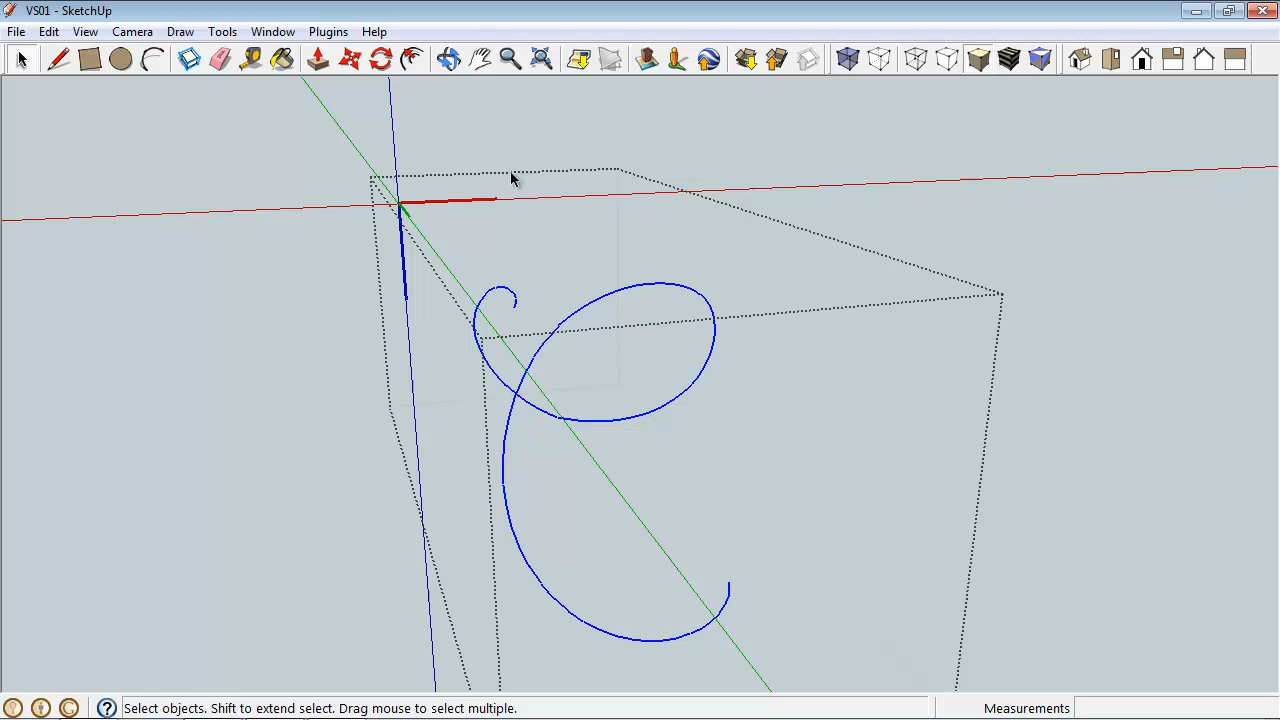 VS01 - SketchUp
File Edit View Camera Draw Tools Window Plugins Help
Select objects. Shift to extend select. Drag mouse to select multiple. Measurements